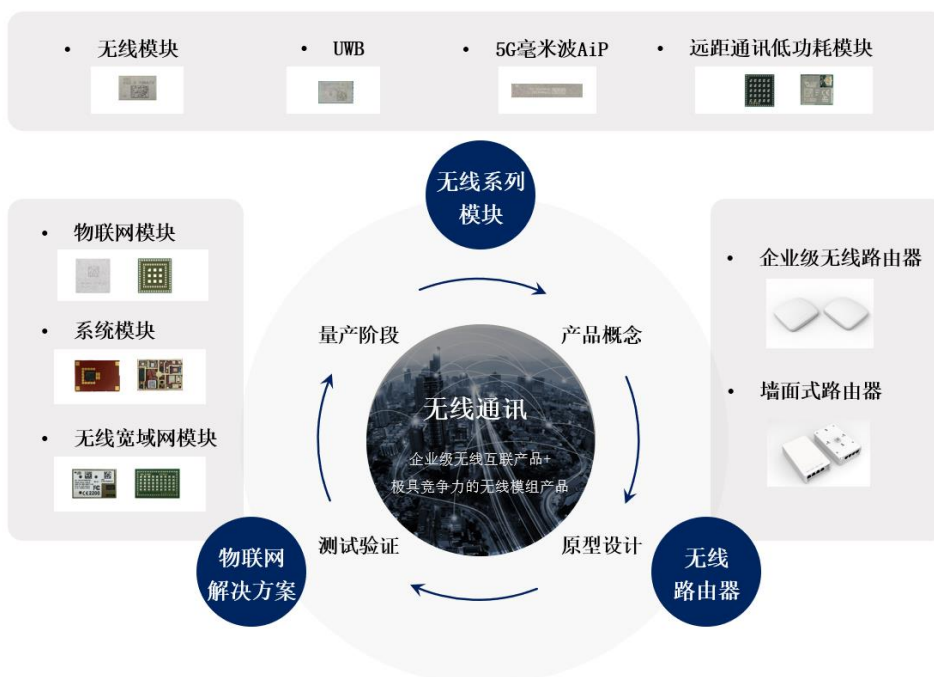 • 无线模块
• UWB
• 5G毫米波AiP
• 远距通讯低功耗模块
无线系列
模块
• 物联网模块
• 系统模块
• 无线宽域网模块
• 企业级无线路由器
• 墙面式路由器
量产阶段
产品概念
无线通讯
企业级无线互联产品+
极具竞争力的无线模组产品
测试验证
原型设计
物联网
解决方案
无线
路由器